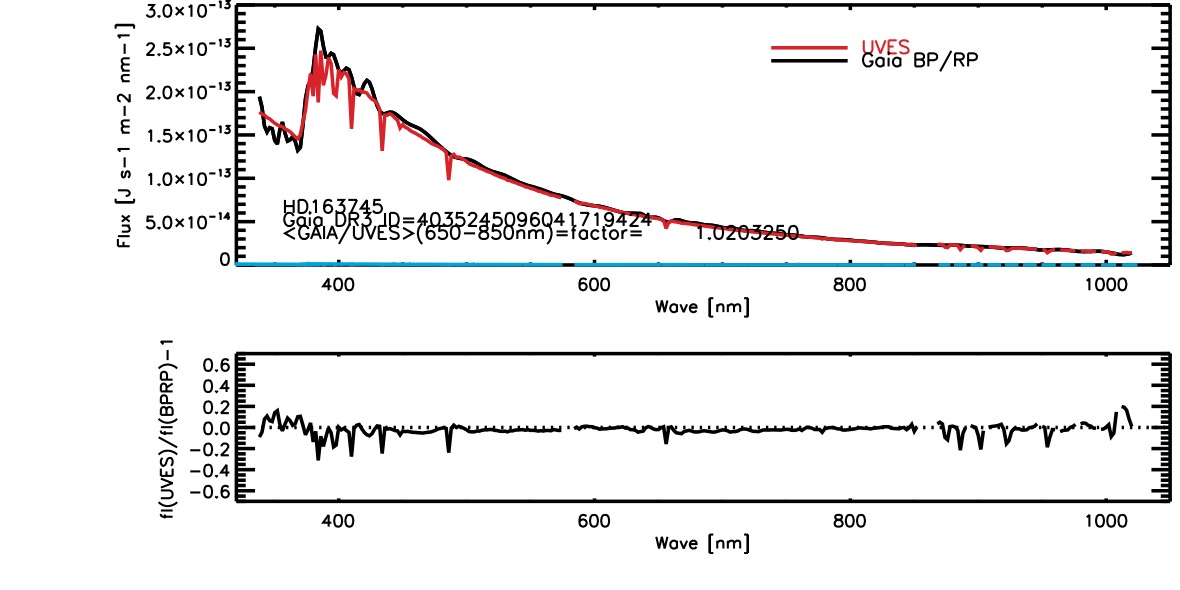 3.0×10−13
2.5×10−13
2.0×10−13
1.5×10−13
1.0×10−13
5.0×10−14
0
Flux [J s−1 m−2 nm−1]
UVES
Gaia BP/RP
HD163745
Gaia DR3 ID=4035245096041719424
<GAIA/UVES>(650−850nm)=factor= 1.0203250
400 600 800 1000
Wave [nm]
0.6
0.4
0.2
0.0
−0.2
−0.4
−0.6
fl(UVES)/fl(BPRP)−1
400 600 800 1000
Wave [nm]